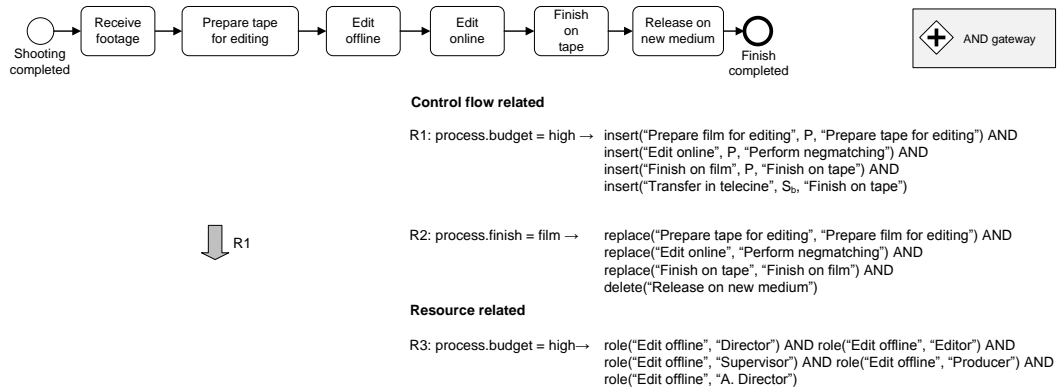 Shooting
completed
Receive
footage
Prepare tape
for editing
Edit
offline
Edit
online
Finish
on
tape
Release on
new medium
Finish
completed
AND gateway
Control flow related
R1: process.budget = high → insert(“Prepare film for editing”, P, “Prepare tape for editing”) AND
insert(“Edit online”, P, “Perform negmatching”) AND
insert(“Finish on film”, P, “Finish on tape”) AND
insert(“Transfer in telecine”, Sb, “Finish on tape”)
R1
R2: process.finish = film → replace(“Prepare tape for editing”, “Prepare film for editing”) AND
replace(“Edit online”, “Perform negmatching”) AND
replace(“Finish on tape”, “Finish on film”) AND
delete(“Release on new medium”)
Resource related
R3: process.budget = high→ role(“Edit offline”, “Director”) AND role(“Edit offline”, “Editor”) AND
role(“Edit offline”, “Supervisor”) AND role(“Edit offline”, “Producer”) AND
role(“Edit offline”, “A. Director”)